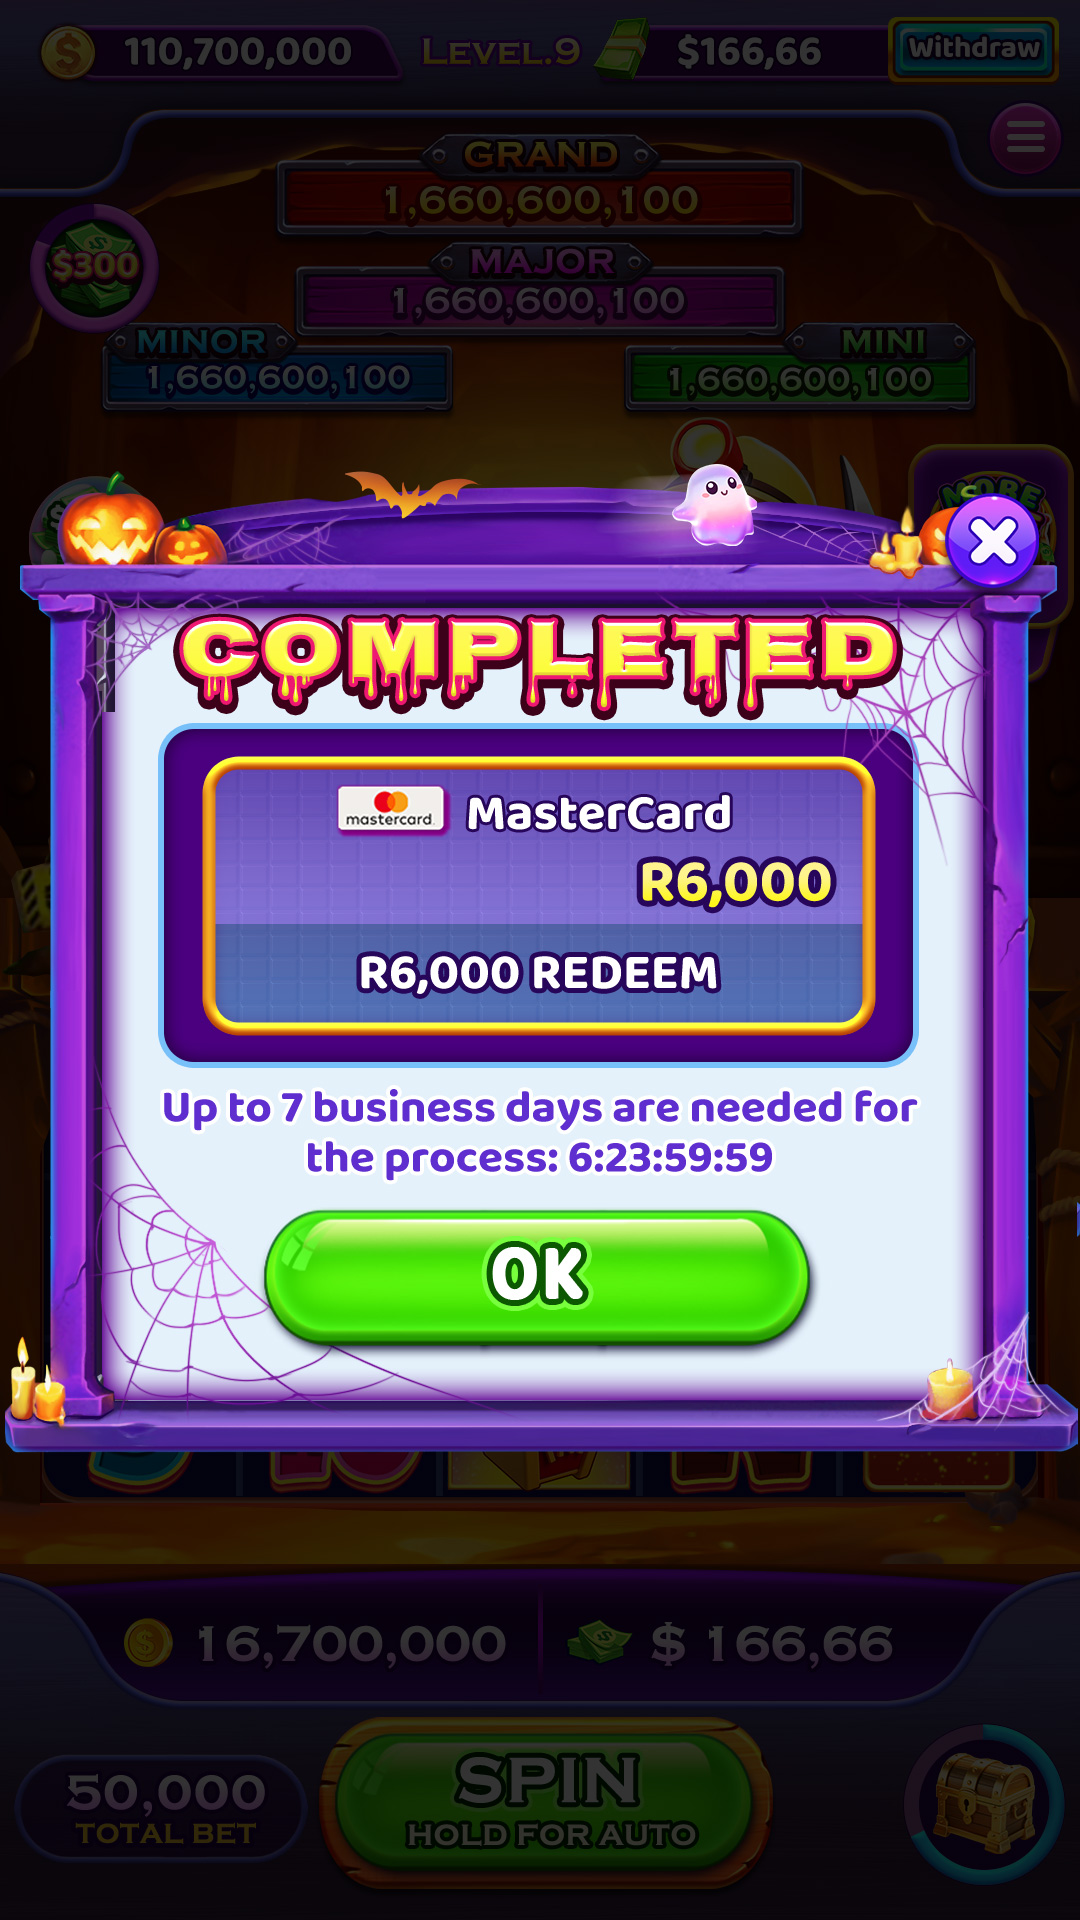 110,700,000
LEVEL.9
$166,66
Withdraw
GRAND
1,660,600,100
$300
MAJOR
1,660,600,100
MINOR
MINI
1,660,600,100
1,660,600,100
MORE
COMPLETED
mastercard.
MasterCard
R6,000
R6,000 REDEEM
Up to 7 business days are needed for
the process: 6:23:59:59
OK
16,700,000
$ 166,66
50,000
TOTAL BET
SPIN
HOLD FOR AUTO